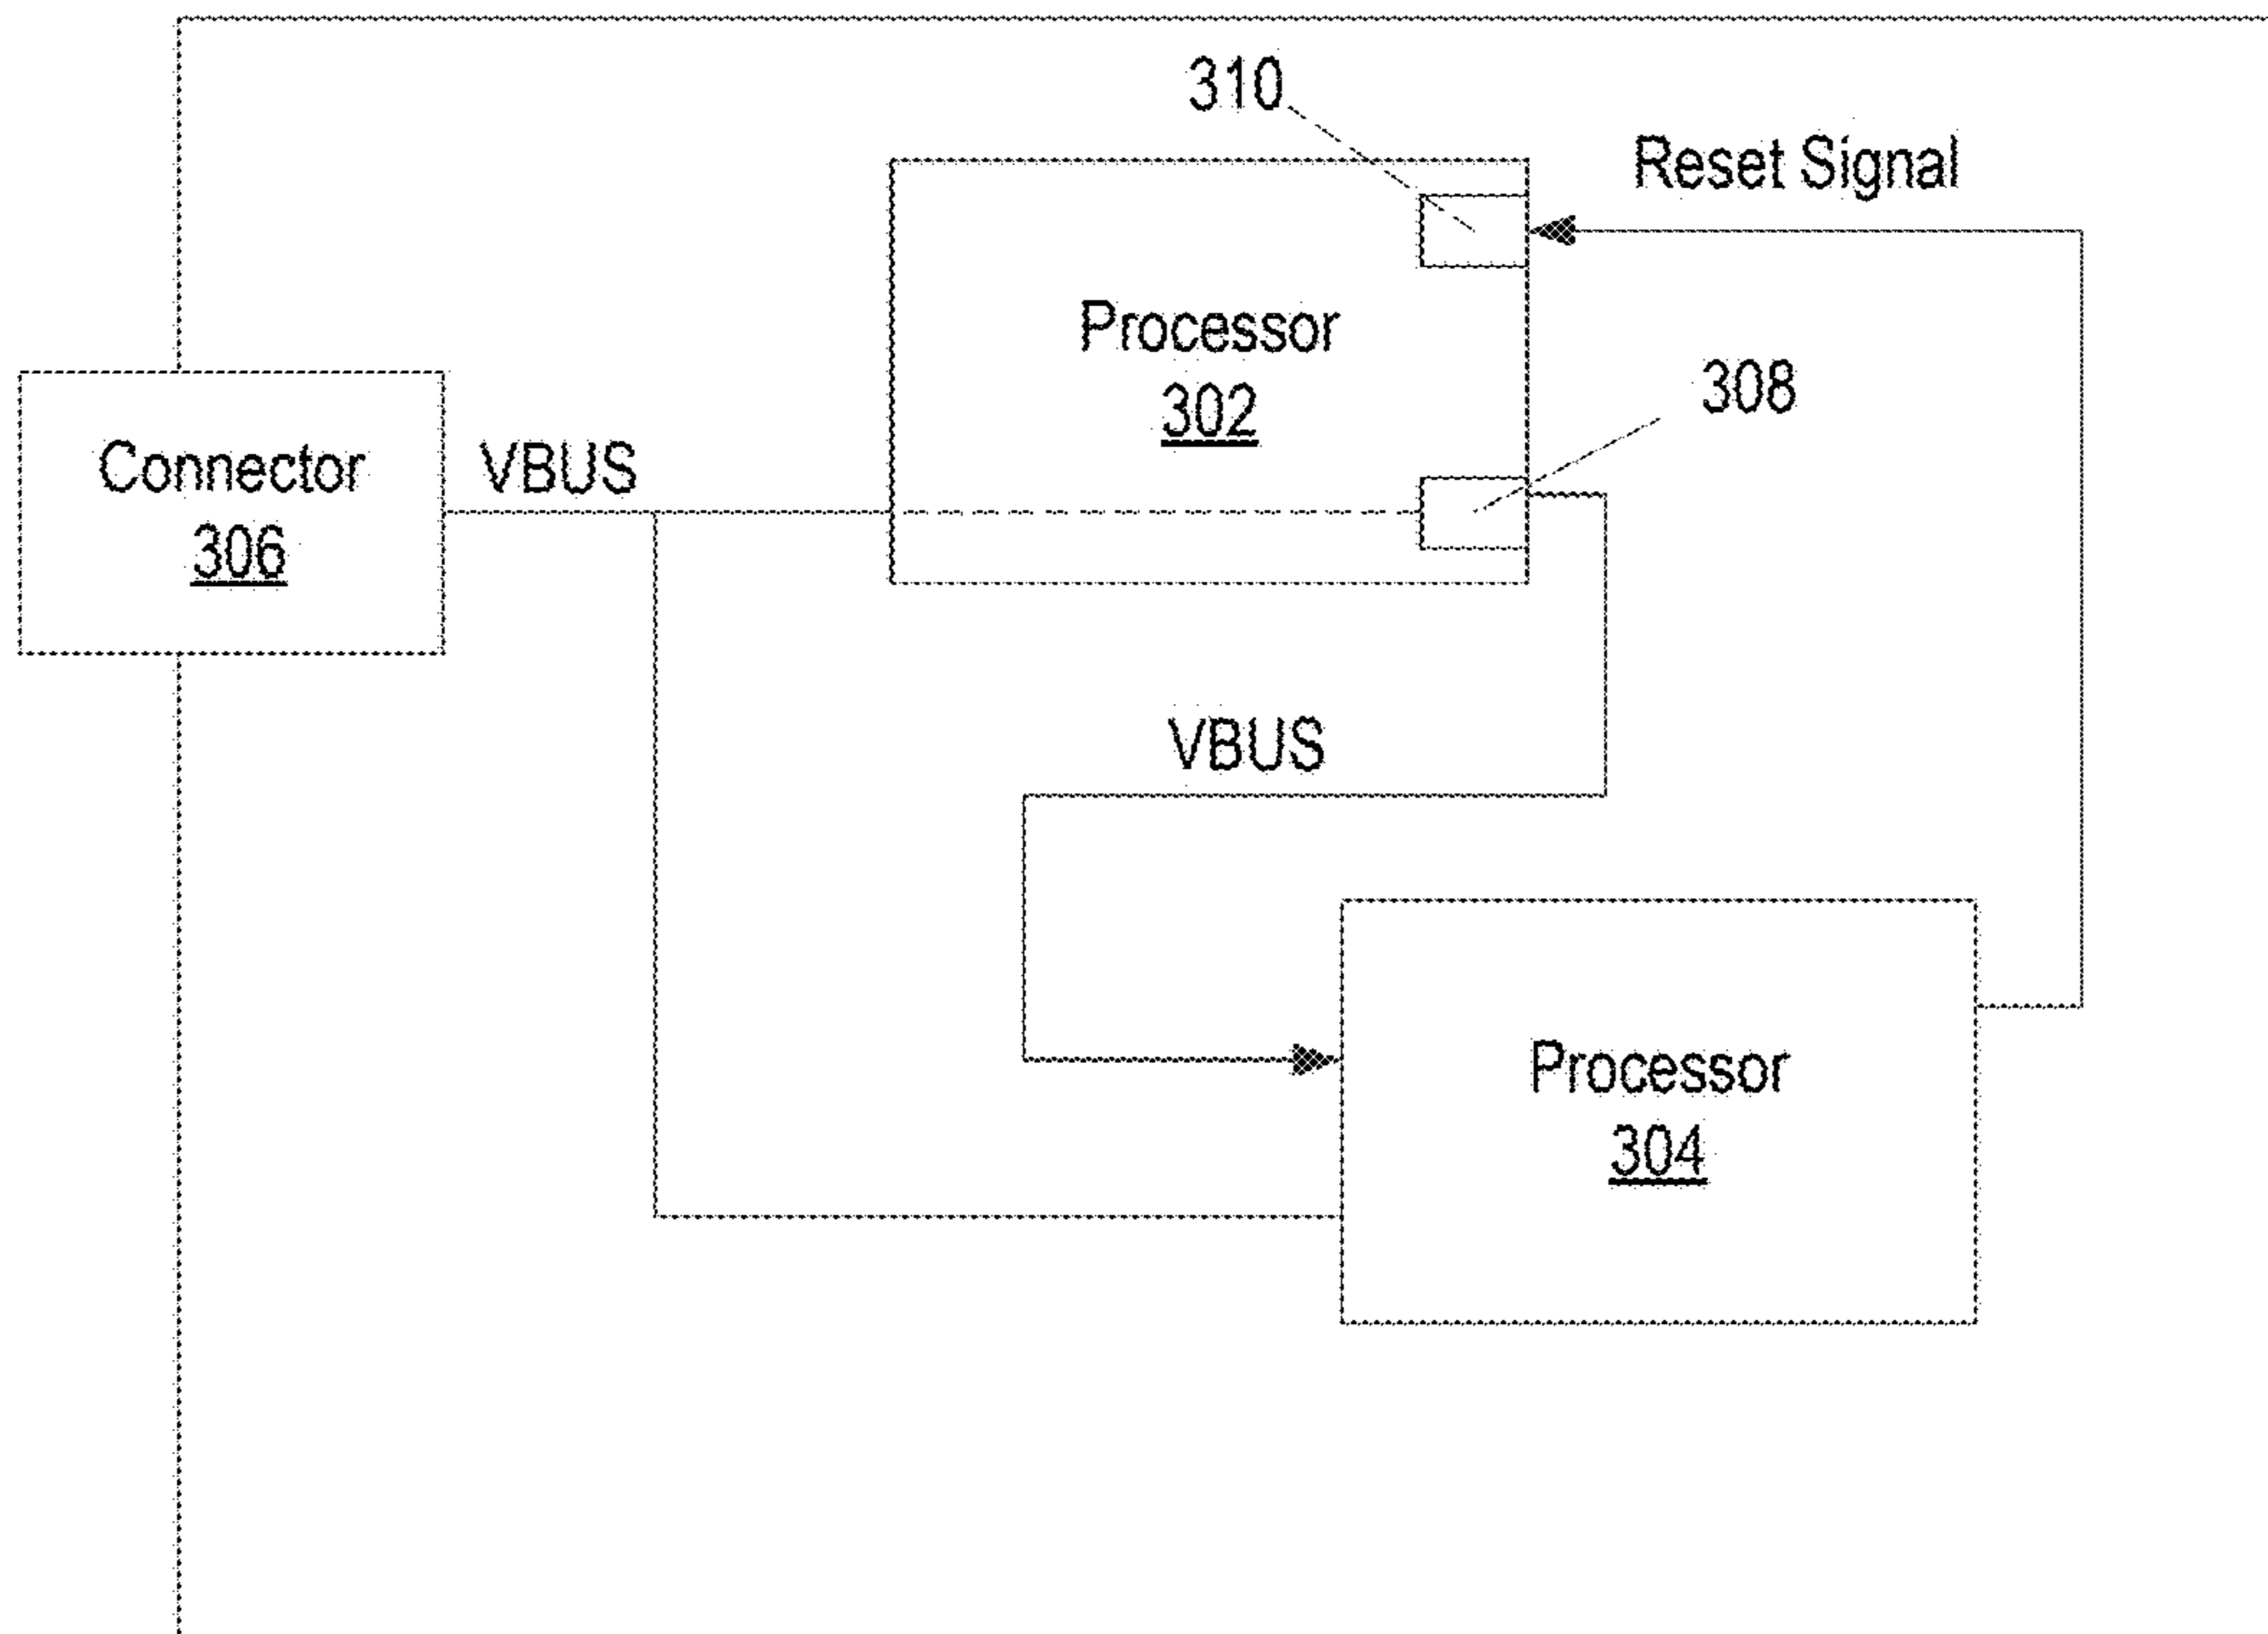 310
Reset Signal
Processor
302
308
Connector
306
VBUS
VBUS
Processor
304